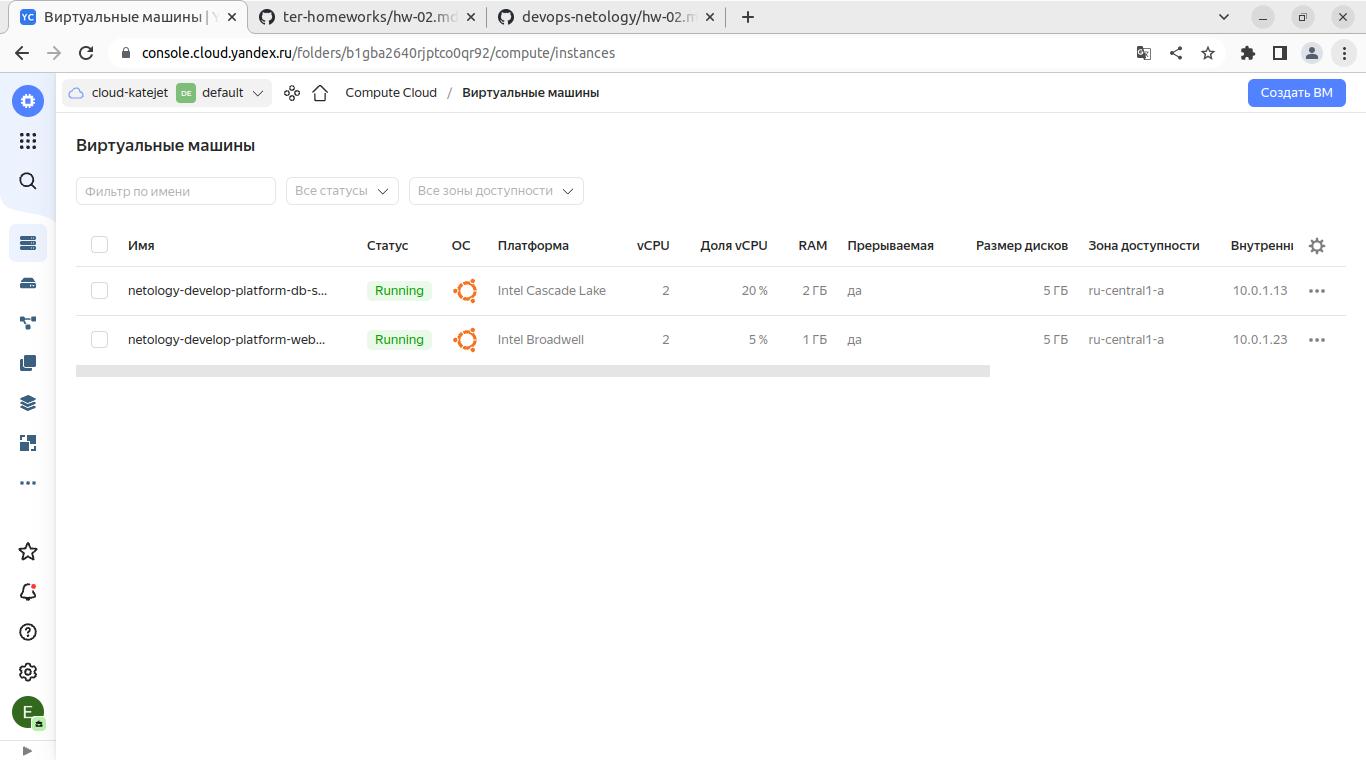 YC Виртуальные машины | Y
ter-homeworks/hw-02.md
devops-netology/hw-02.m
console.cloud.yandex.ru/folders/b1gba2640rjptco0qr92/compute/instances
cloud-katejet DE default Compute Cloud / Виртуальные машины Создать ВМ
Виртуальные машины
Фильтр по имени Все статусы Все зоны доступности
Имя Статус ОС Платформа vCPU Доля vCPU RAM Прерываемая Размер дисков Зона доступности Внутренн
netology-develop-platform-db-s... Running Intel Cascade Lake 2 20 % 2 ГБ да 5 ГБ ru-central1-a 10.0.1.13
netology-develop-platform-web... Running Intel Broadwell 2 5 % 1 ГБ да 5 ГБ ru-central1-a 10.0.1.23
E